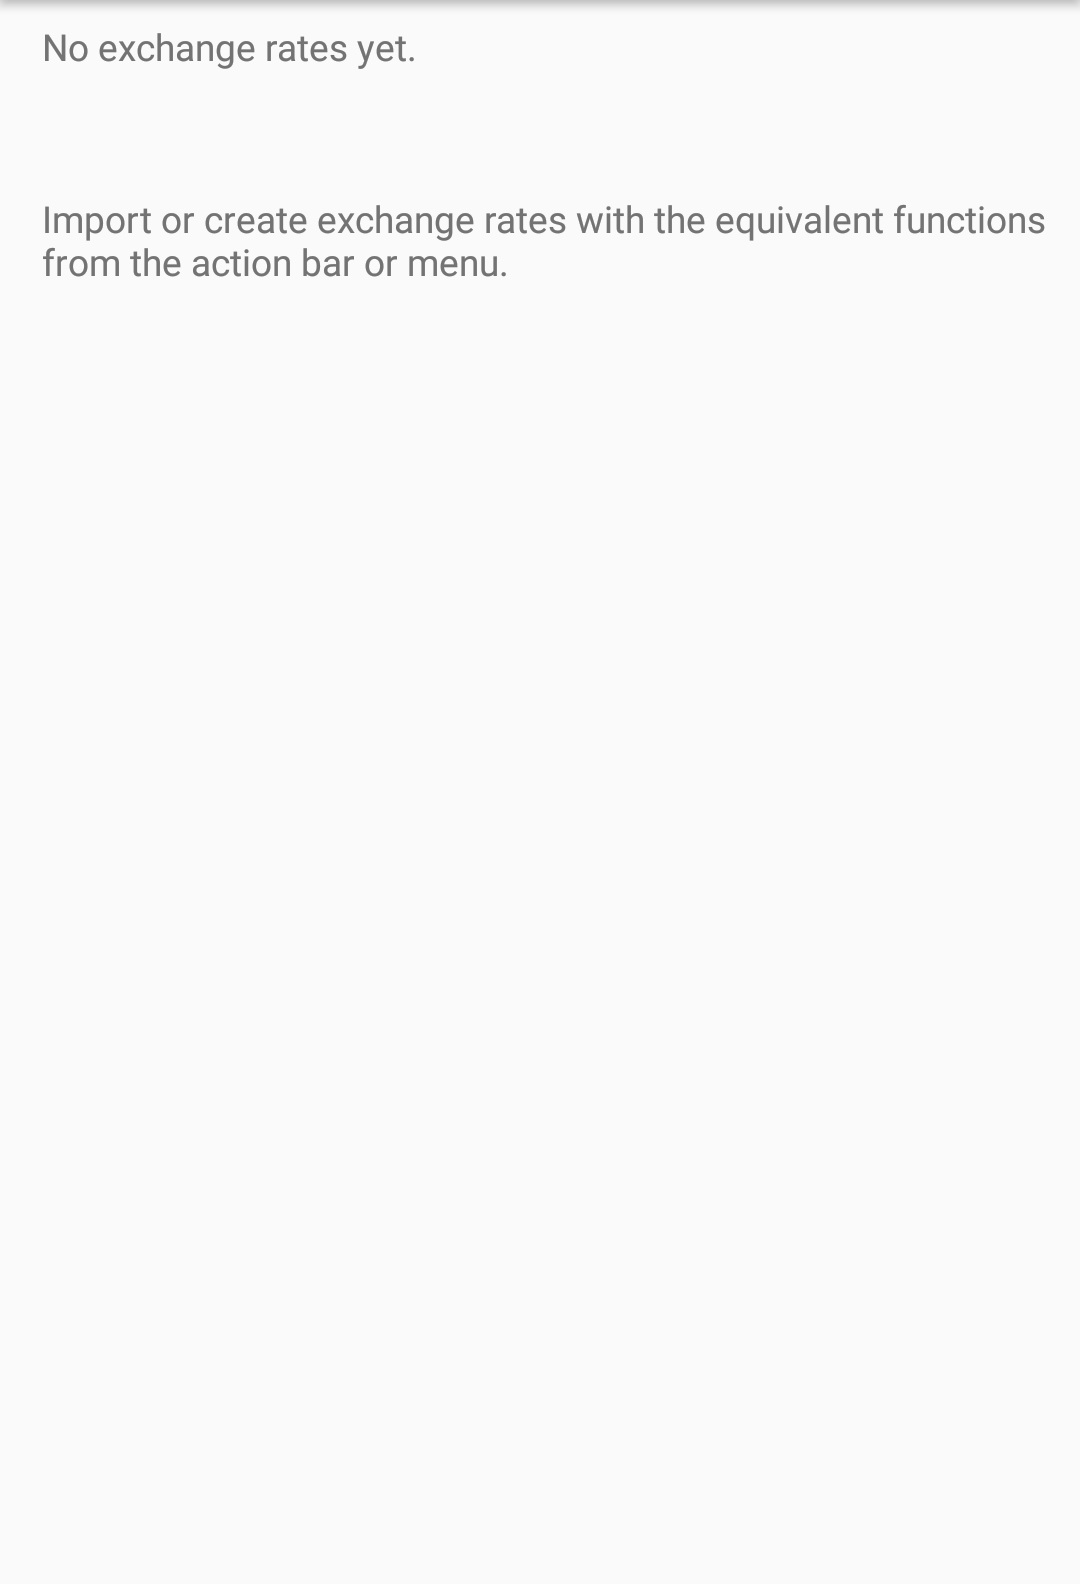 No exchange rates yet.
Import or create exchange rates with the equivalent functions
from the action bar or menu.